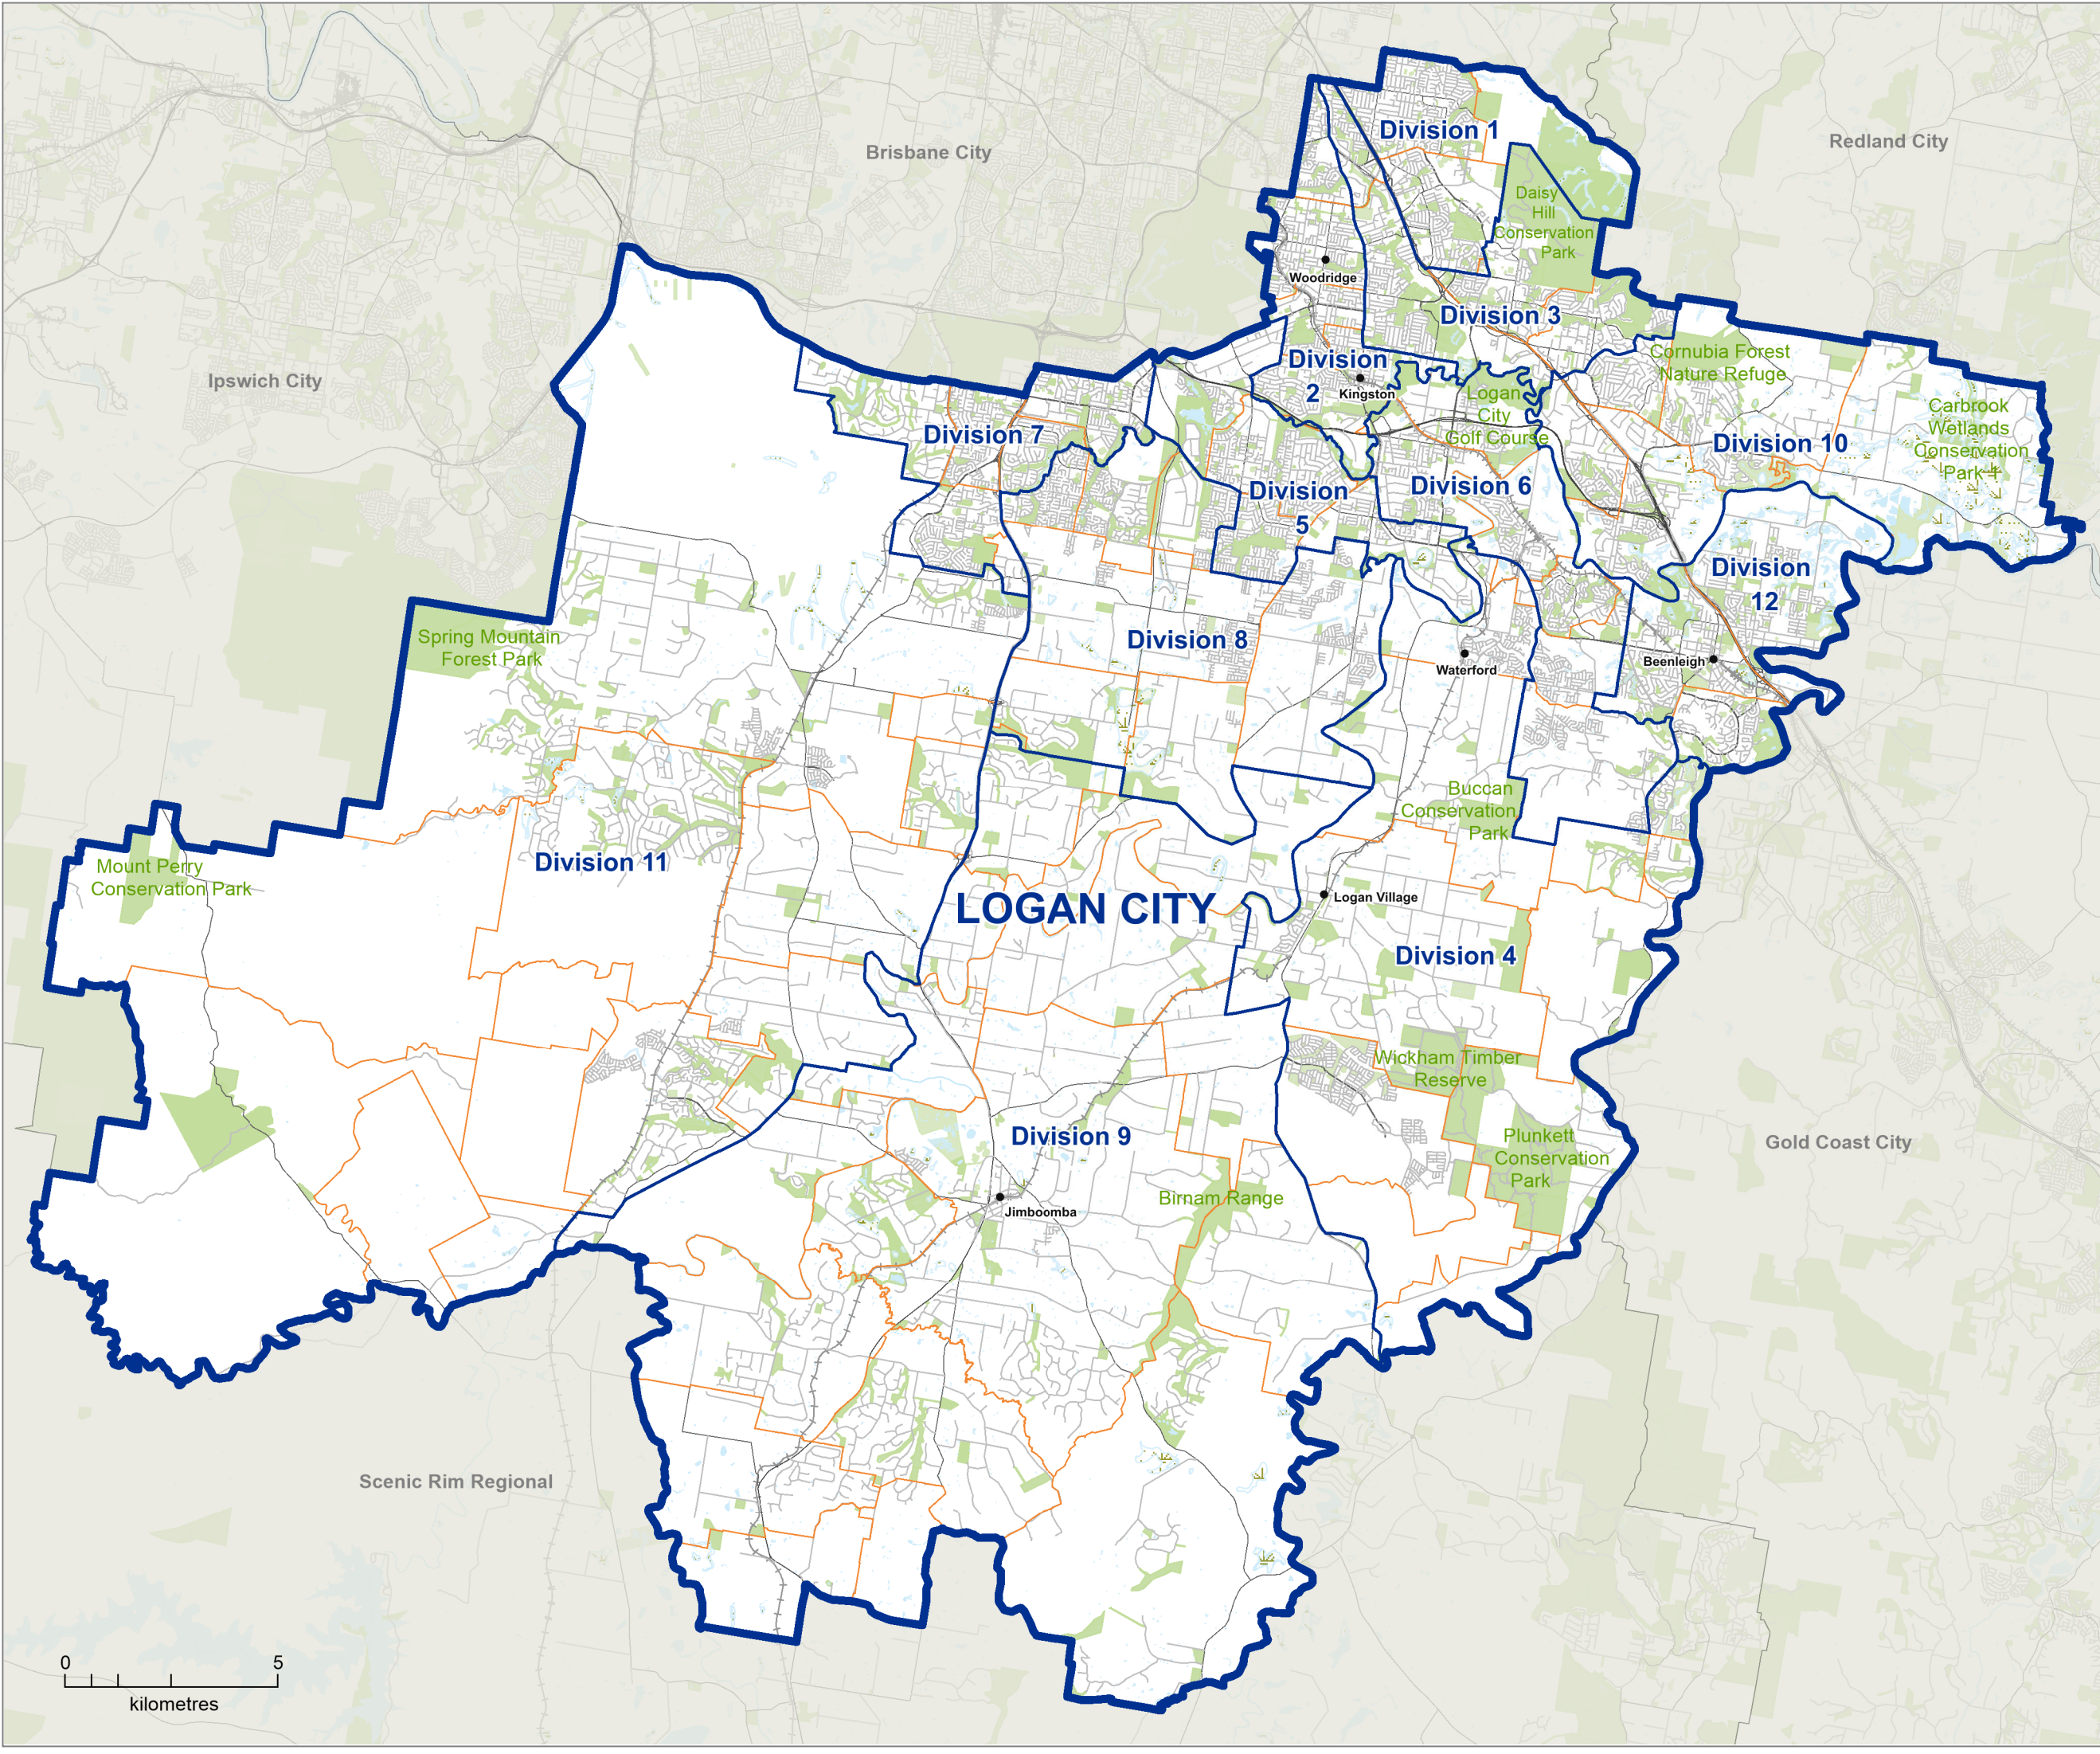 Division 1
Redland City
Brisbane City
Daisy
Hill
Conservation
Park
Woodridge
Division 3
Cornubia Forest
Nature Refuge
Division
2
Kingston
Ipswich City
Logan
City
Golf Course
Carbrook
Wetlands
Conservation
Park
Division 7
Division 10
Division
5
Division 6
Division
12
Spring Mountain
Forest Park
Division 8
Waterford
Beenleigh
Buccan
Conservation
Park
Mount Perry
Conservation Park
Division 11
LOGAN CITY
Logan Village
Division 4
Wickham Timber
Reserve
Division 9
Plunkett
Conservation
Park
Gold Coast City
Birnam Range
Jimboomba
Scenic Rim Regional
0 5
kilometres